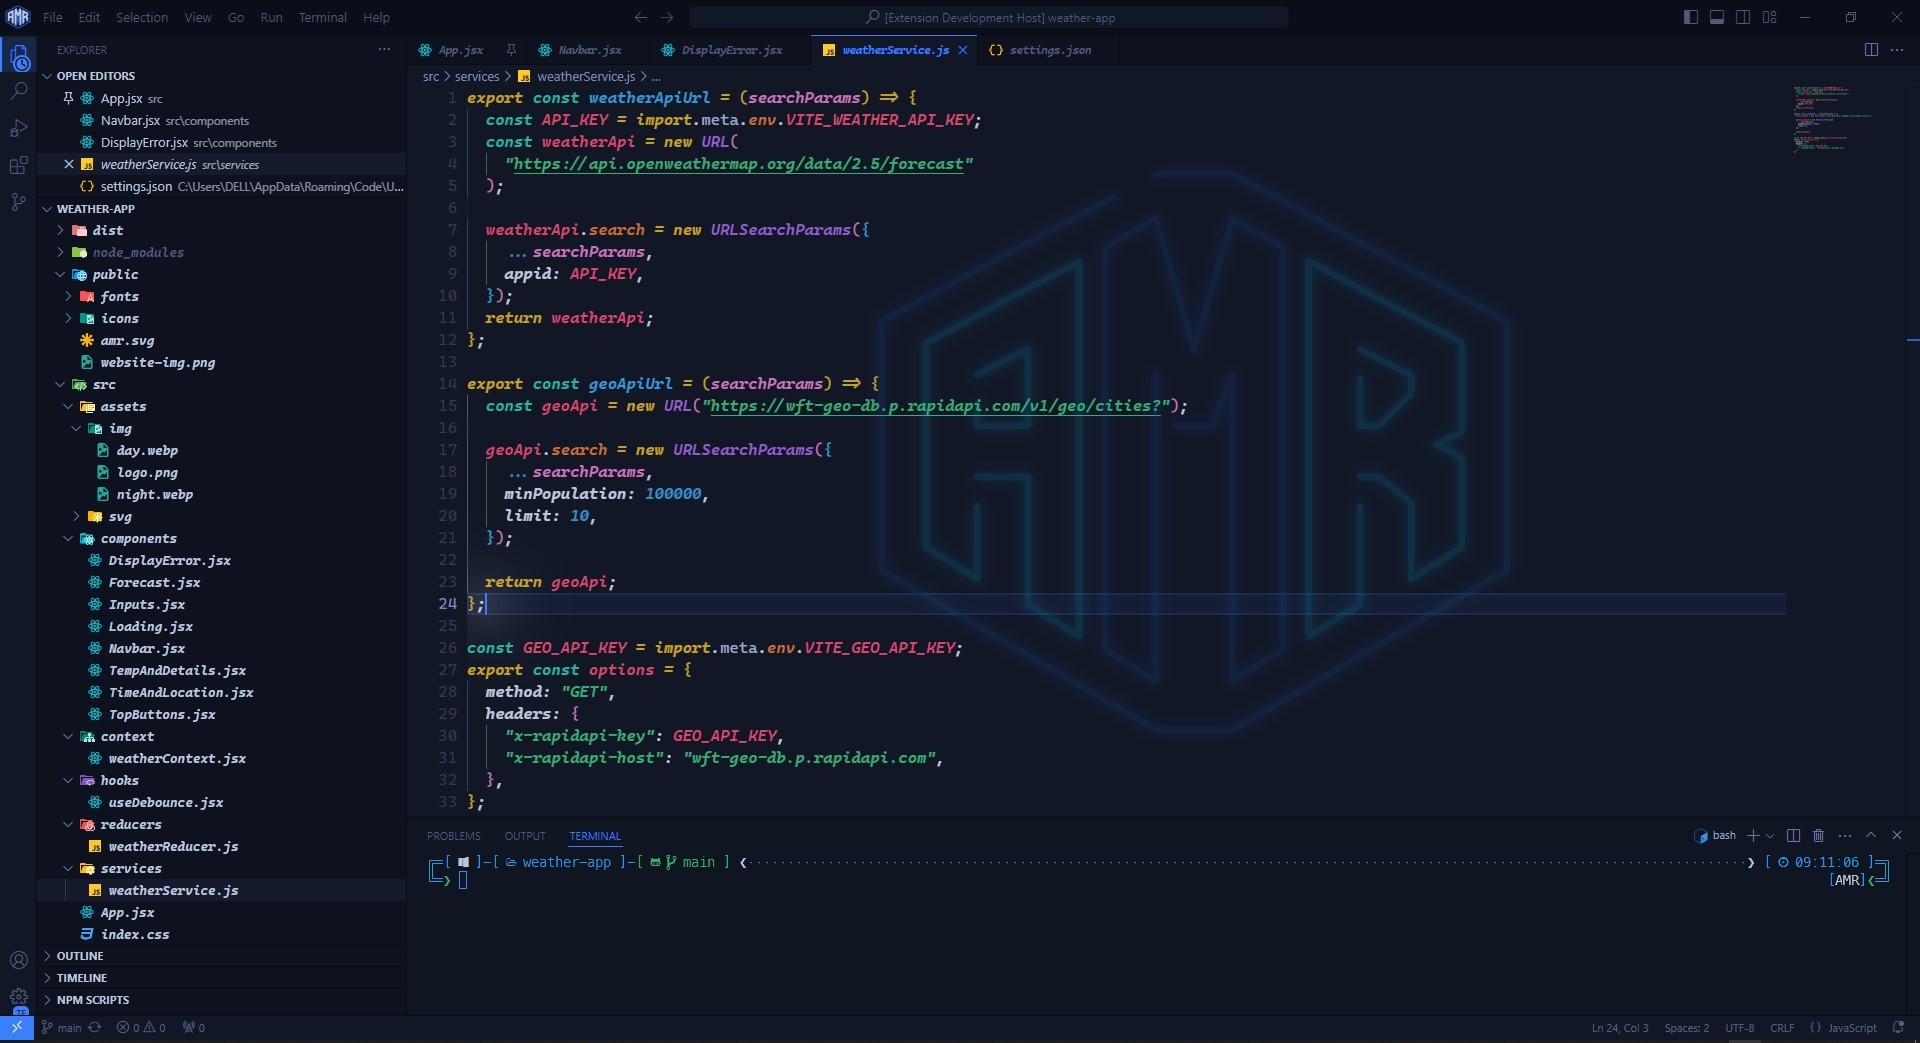 AMR File Edit Selection View Go Run Terminal Help [Extension Development Host] weather-app
EXPLORER
OPEN EDITORS
App.jsx src
Navbar.jsx src\components
DisplayError.jsx src\components
weatherService.js src\services
settings.json C:\Users\DELL\AppData\Roaming\Code\U...
WEATHER-APP
dist
node_modules
public
fonts
icons
amr.svg
website-img.png
src
assets
img
day.webp
logo.png
night.webp
svg
components
DisplayError.jsx
Forecast.jsx
Inputs.jsx
Loading.jsx
Navbar.jsx
TempAndDetails.jsx
TimeAndLocation.jsx
TopButtons.jsx
context
weatherContext.jsx
hooks
useDebounce.jsx
reducers
weatherReducer.js
services
weatherService.js
App.jsx
index.css
OUTLINE
TIMELINE
NPM SCRIPTS
App.jsx Navbar.jsx DisplayError.jsx JS weatherService.js {} settings.json
src > services > JS weatherService.js > ...
1 export const weatherApiUrl = (searchParams) => {
2 const API_KEY = import.meta.env.VITE_WEATHER_API_KEY;
3 const weatherApi = new URL(
4 "https://api.openweathermap.org/data/2.5/forecast"
5 );
6
7 weatherApi.search = new URLSearchParams({
8 ...searchParams,
9 appid: API_KEY,
10 });
11 return weatherApi;
12 };
13
14 export const geoApiUrl = (searchParams) => {
15 const geoApi = new URL("https://wft-geo-db.p.rapidapi.com/v1/geo/cities?");
16
17 geoApi.search = new URLSearchParams({
18 ...searchParams,
19 minPopulation: 100000,
20 limit: 10,
21 });
22
23 return geoApi;
24 };
25
26 const GEO_API_KEY = import.meta.env.VITE_GEO_API_KEY;
27 export const options = {
28 method: "GET",
29 headers: {
30 "x-rapidapi-key": GEO_API_KEY,
31 "x-rapidapi-host": "wft-geo-db.p.rapidapi.com",
32 },
33 };
AMR
PROBLEMS OUTPUT TERMINAL bash
[ ]-[ weather-app ]-[ main ] [ 09:11:06 ]
[AMR]
main 0 0 0 Ln 24, Col 3 Spaces: 2 UTF-8 CRLF {} JavaScript